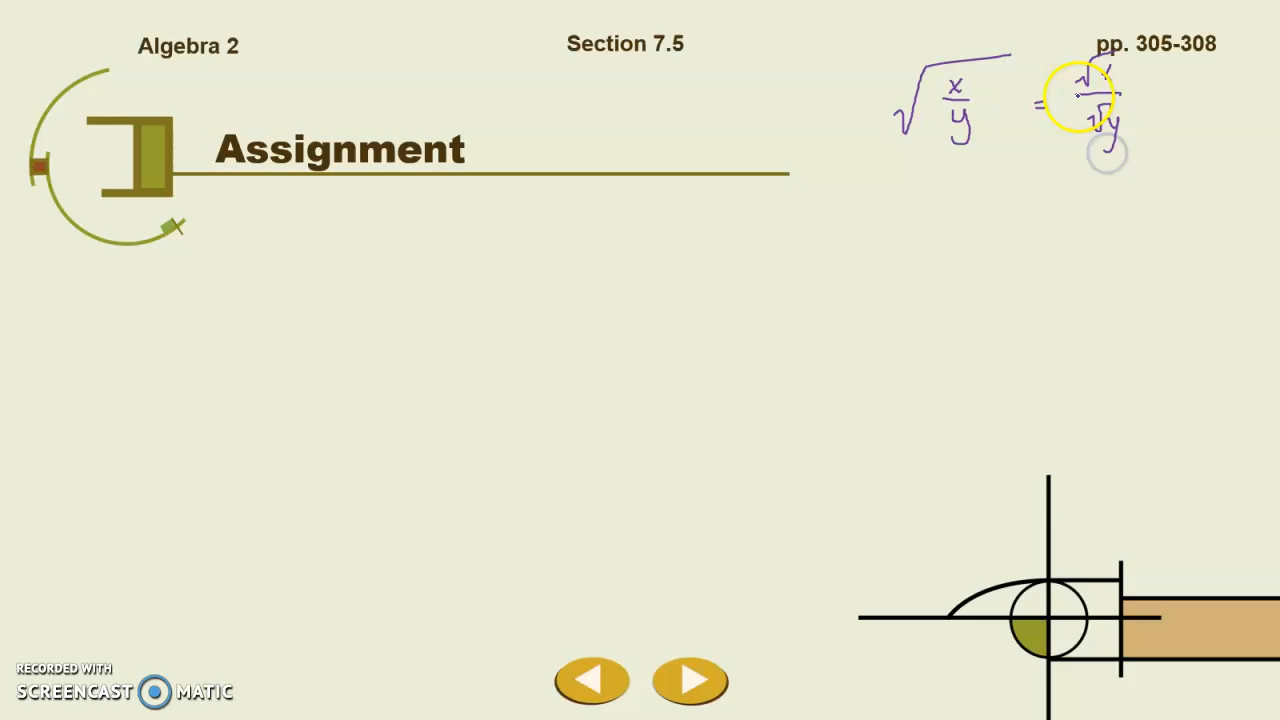 Algebra 2 Section 7.5 pp. 305-308
√(x/y) = √x/√y
Assignment
RECORDED WITH
SCREENCAST MATIC